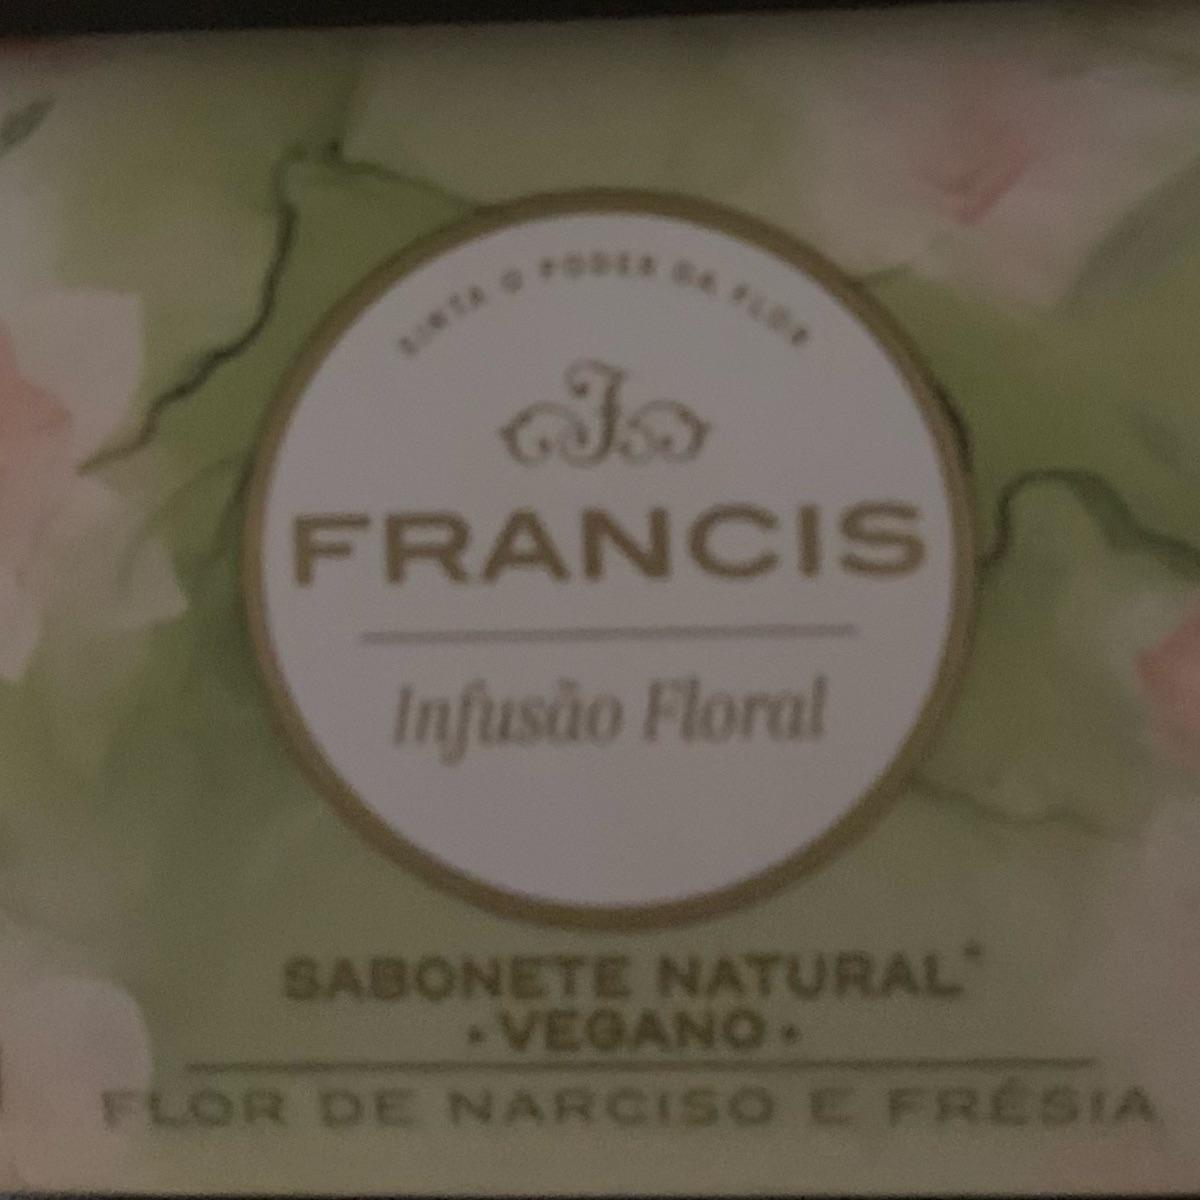 SINTA O PODER DA FLOR
FRANCIS
Infusão Floral
SABONETE NATURAL*
• VEGANO •
FLOR DE NARCISO E FRÉSIA